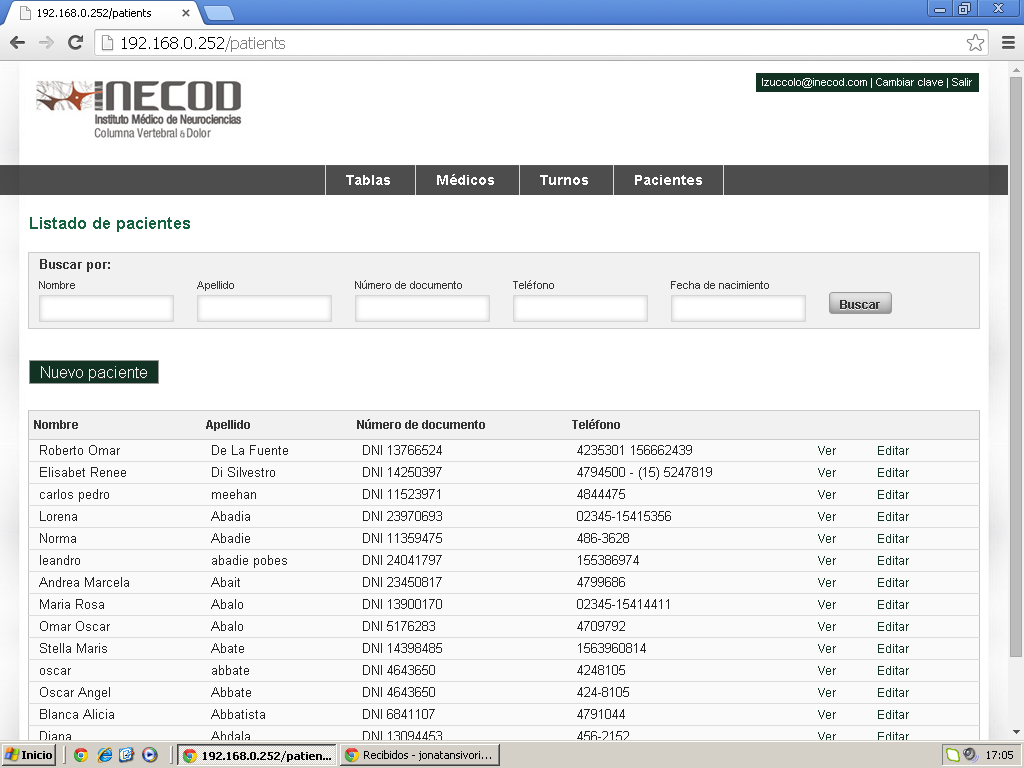 192.168.0.252/patients
192.168.0.252/patients
INECOD
Instituto Médico de Neurociencias
Columna Vertebral & Dolor
lzuccolo@inecod.com | Cambiar clave | Salir
Tablas Médicos Turnos Pacientes
Listado de pacientes
Buscar por:
Nombre Apellido Número de documento Teléfono Fecha de nacimiento
Buscar
Nuevo paciente
Nombre Apellido Número de documento Teléfono
Roberto Omar De La Fuente DNI 13766524 4235301 156662439 Ver Editar
Elisabet Renee Di Silvestro DNI 14250397 4794500 - (15) 5247819 Ver Editar
carlos pedro meehan DNI 11523971 4844475 Ver Editar
Lorena Abadia DNI 23970693 02345-15415356 Ver Editar
Norma Abadie DNI 11359475 486-3628 Ver Editar
leandro abadie pobes DNI 24041797 155386974 Ver Editar
Andrea Marcela Abait DNI 23450817 4799686 Ver Editar
Maria Rosa Abalo DNI 13900170 02345-15414411 Ver Editar
Omar Oscar Abalo DNI 5176283 4709792 Ver Editar
Stella Maris Abate DNI 14398485 1563960814 Ver Editar
oscar abbate DNI 4643650 4248105 Ver Editar
Oscar Angel Abbate DNI 4643650 424-8105 Ver Editar
Blanca Alicia Abbatista DNI 6841107 4791044 Ver Editar
Diana Abdala DNI 13094453 456-2152 Ver Editar
Inicio 192.168.0.252/patien... Recibidos - jonatansivori... 17:05